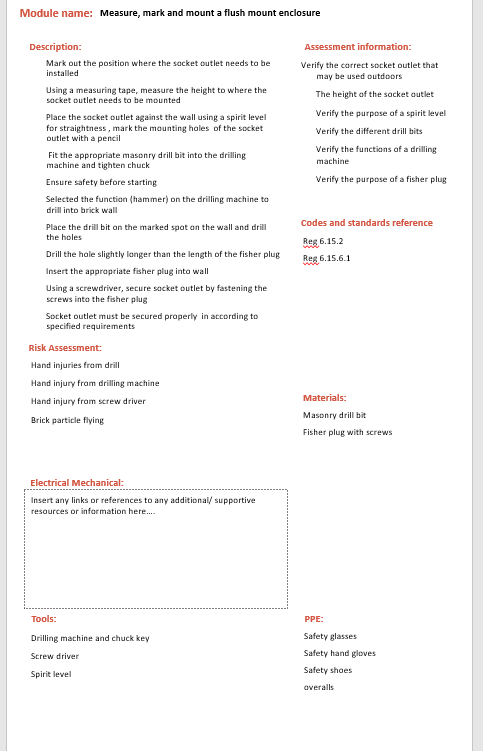 Module name: Measure, mark and mount a flush mount enclosure
Description:
Mark out the position where the socket outlet needs to be
installed
Using a measuring tape, measure the height to where the
socket outlet needs to be mounted
Place the socket outlet against the wall using a spirit level
for straightness , mark the mounting holes of the socket
outlet with a pencil
Fit the appropriate masonry drill bit into the drilling
machine and tighten chuck
Ensure safety before starting
Selected the function (hammer) on the drilling machine to
drill into brick wall
Place the drill bit on the marked spot on the wall and drill
the holes
Drill the hole slightly longer than the length of the fisher plug
Insert the appropriate fisher plug into wall
Using a screwdriver, secure socket outlet by fastening the
screws into the fisher plug
Socket outlet must be secured properly in according to
specified requirements
Assessment information:
Verify the correct socket outlet that
may be used outdoors
The height of the socket outlet
Verify the purpose of a spirit level
Verify the different drill bits
Verify the functions of a drilling
machine
Verify the purpose of a fisher plug
Codes and standards reference
Reg 6.15.2
Reg 6.15.6.1
Risk Assessment:
Hand injuries from drill
Hand injury from drilling machine
Hand injury from screw driver
Brick particle flying
Materials:
Masonry drill bit
Fisher plug with screws
Electrical Mechanical:
Insert any links or references to any additional/ supportive
resources or information here....
Tools:
Drilling machine and chuck key
Screw driver
Spirit level
PPE:
Safety glasses
Safety hand gloves
Safety shoes
overalls